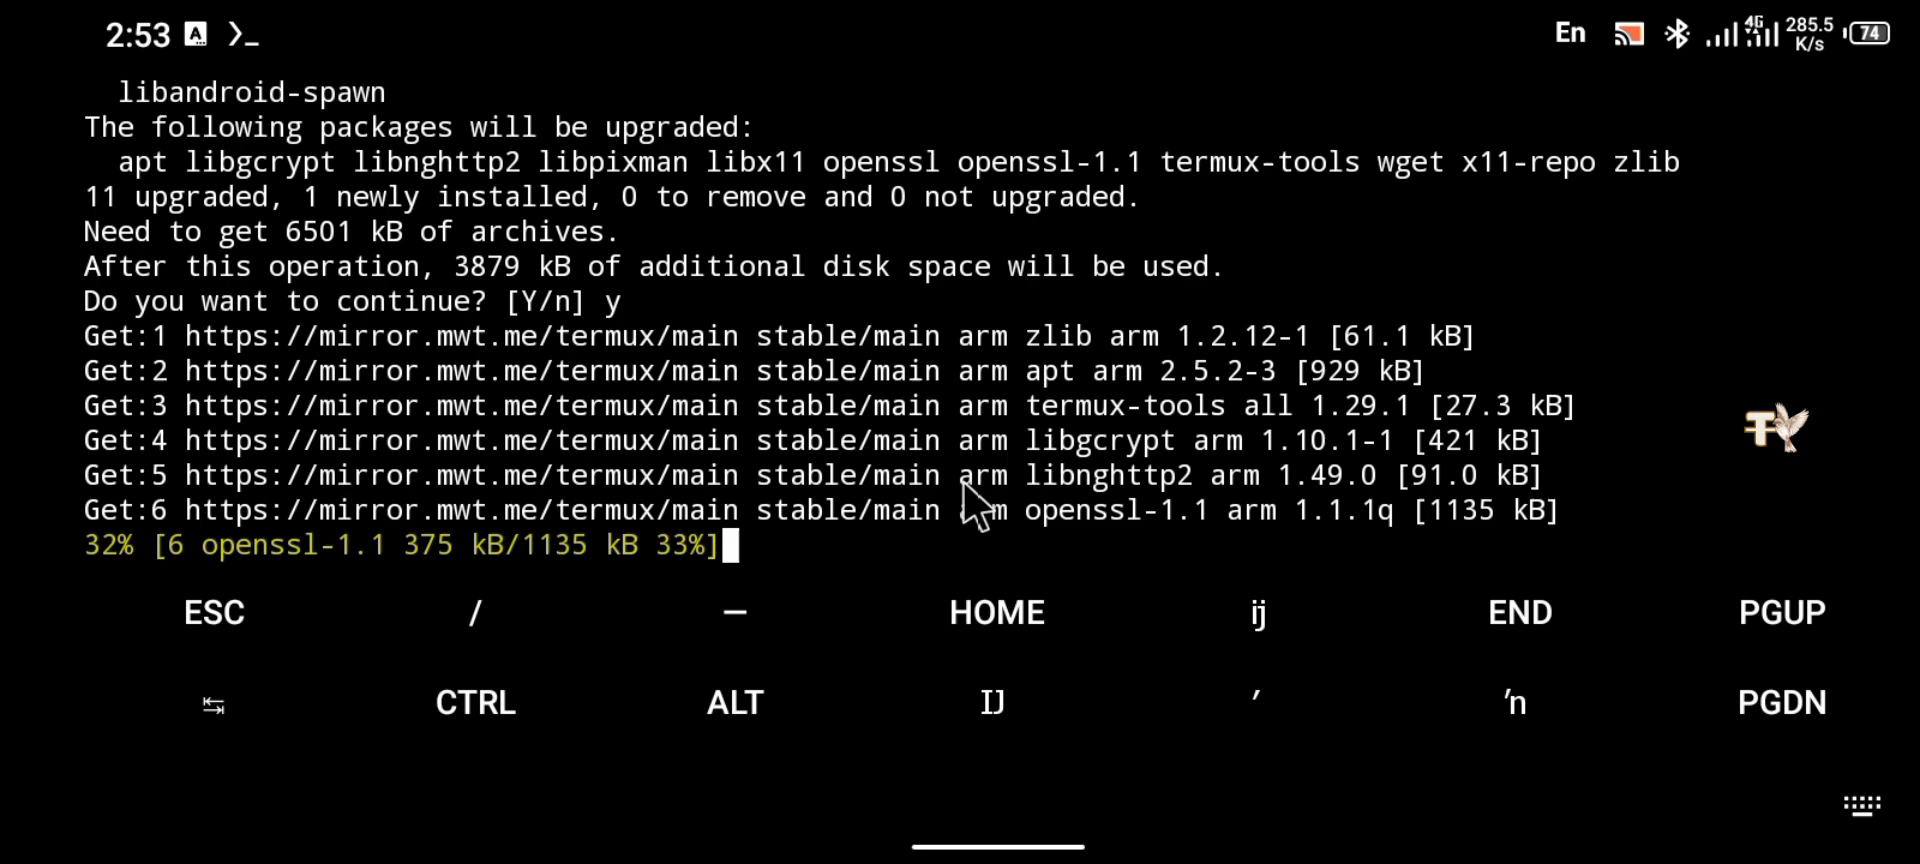 2:53 A >_ En 4G 285.5 K/s 74
libandroid-spawn
The following packages will be upgraded:
apt libgcrypt libnghttp2 libpixman libx11 openssl openssl-1.1 termux-tools wget x11-repo zlib
11 upgraded, 1 newly installed, 0 to remove and 0 not upgraded.
Need to get 6501 kB of archives.
After this operation, 3879 kB of additional disk space will be used.
Do you want to continue? [Y/n] y
Get:1 https://mirror.mwt.me/termux/main stable/main arm zlib arm 1.2.12-1 [61.1 kB]
Get:2 https://mirror.mwt.me/termux/main stable/main arm apt arm 2.5.2-3 [929 kB]
Get:3 https://mirror.mwt.me/termux/main stable/main arm termux-tools all 1.29.1 [27.3 kB]
Get:4 https://mirror.mwt.me/termux/main stable/main arm libgcrypt arm 1.10.1-1 [421 kB]
Get:5 https://mirror.mwt.me/termux/main stable/main arm libnghttp2 arm 1.49.0 [91.0 kB]
Get:6 https://mirror.mwt.me/termux/main stable/main arm openssl-1.1 arm 1.1.1q [1135 kB]
32% [6 openssl-1.1 375 kB/1135 kB 33%]
ESC / — HOME ĳ END PGUP
↹ CTRL ALT Ĳ ʼ ŉ PGDN